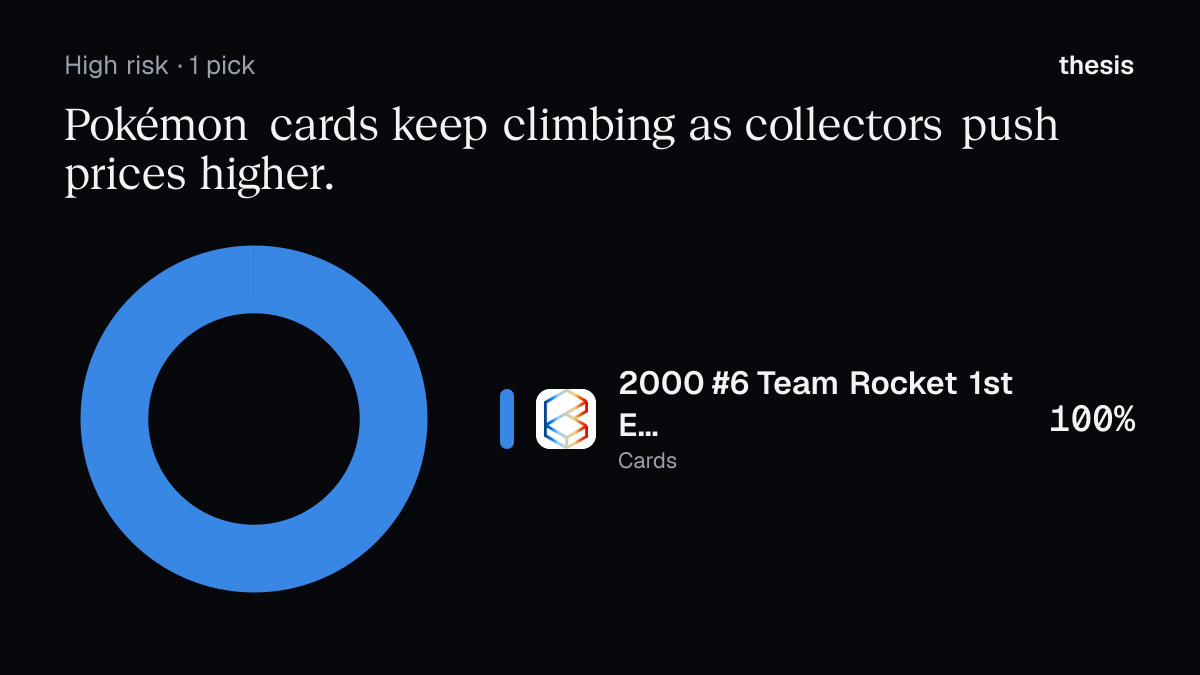 High risk · 1 pick
thesis
Pokémon cards keep climbing as collectors push
prices higher.
2000 #6 Team Rocket 1st
E...
Cards
100%